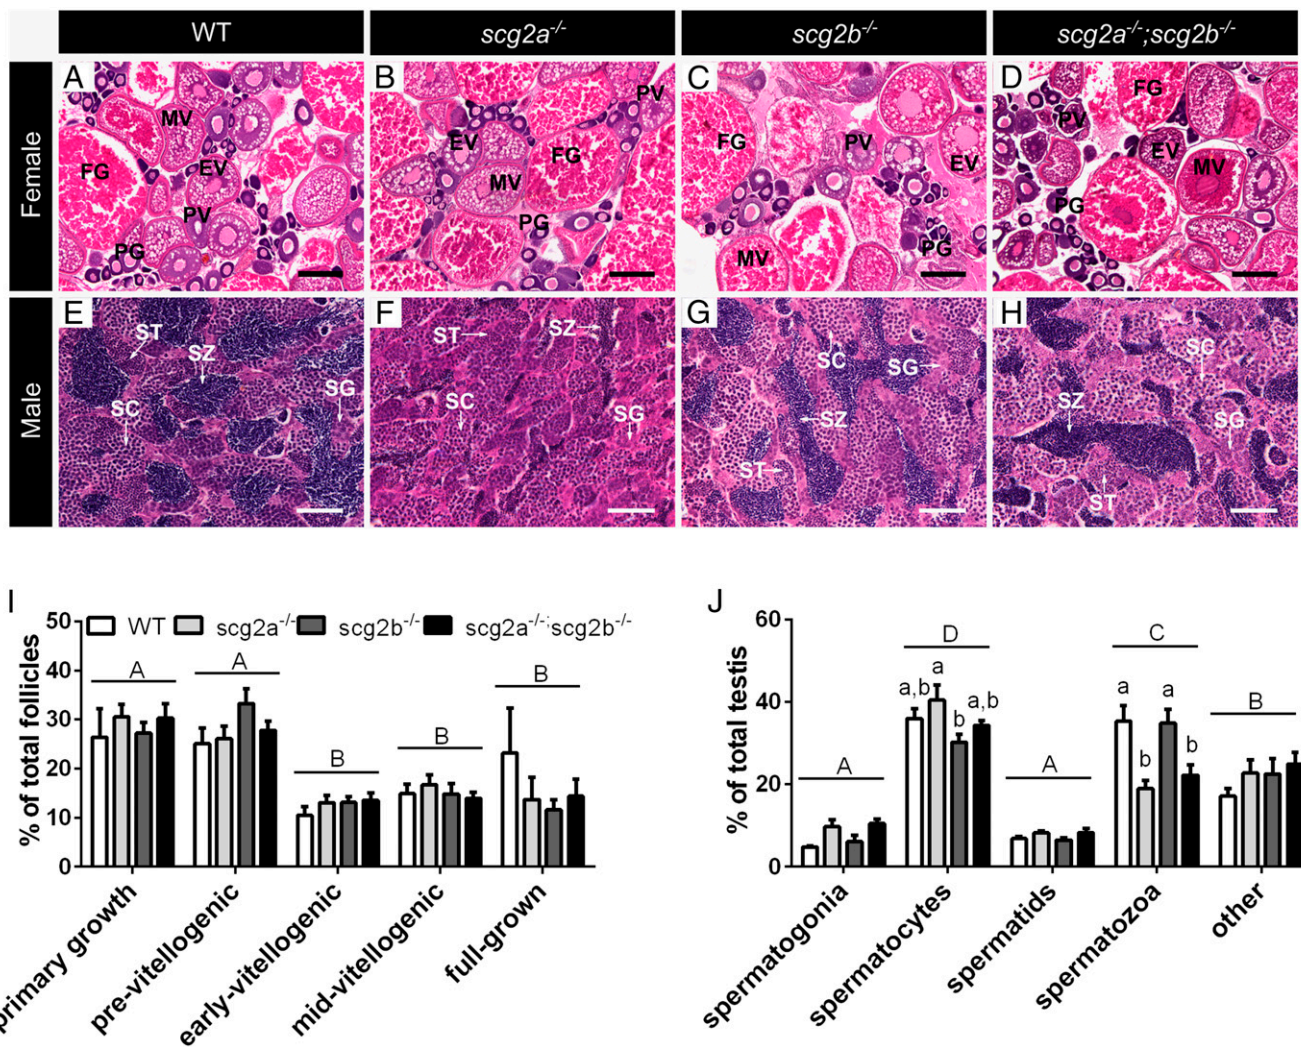 WT scg2a-/- scg2b-/- scg2a-/-;scg2b-/-
Female
A MV FG EV PV PG
B PV EV FG MV PG
C FG PV EV MV PG
D FG PV EV MV PG
Male
E ST SZ SG SC
F ST SZ SC SG
G SC SG SZ ST
H SG SZ SG ST
I
% of total follicles
50
40
30
20
10
0
WT scg2a-/- scg2b-/- scg2a-/-;scg2b-/-
A A B B B
primary growth
pre-vitellogenic
early-vitellogenic
mid-vitellogenic
full-grown
J
% of total testis
60
40
20
0
A D A C B
a,b a b a,b
a b a b
spermatogonia
spermatocytes
spermatids
spermatozoa
other